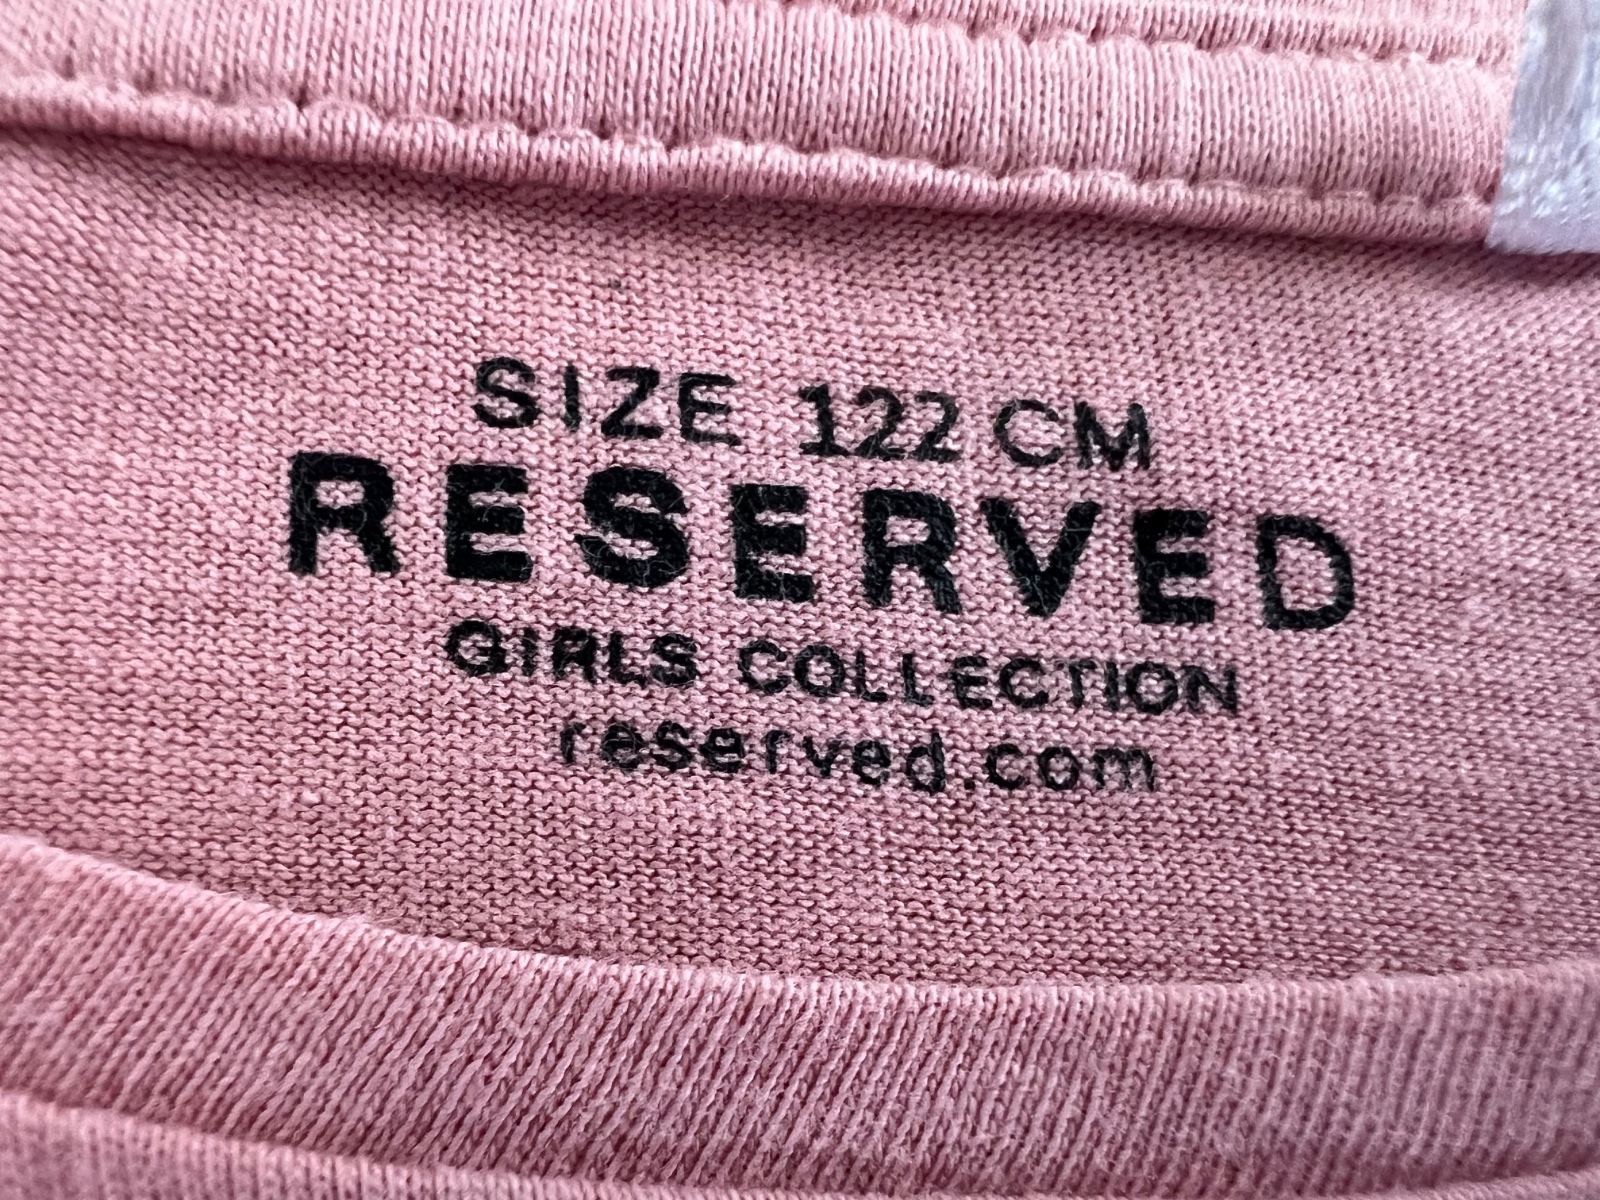 SIZE 122 CM
RESERVED
GIRLS COLLECTION
reserved.com